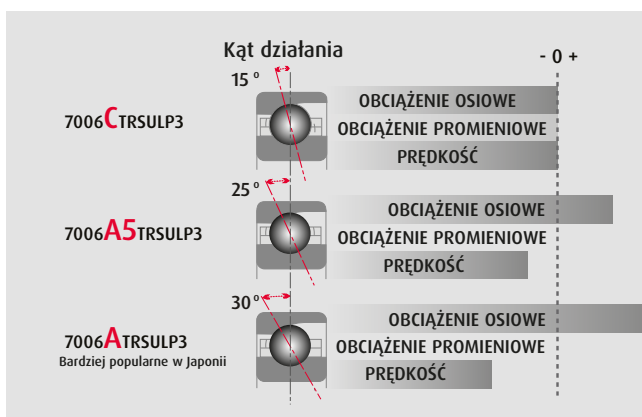 Kąt działania
- 0 +
15 °
OBCIĄŻENIE OSIOWE
7006CTRSULP3
OBCIĄŻENIE PROMIENIOWE
PRĘDKOŚĆ
25 °
OBCIĄŻENIE OSIOWE
7006A5TRSULP3
OBCIĄŻENIE PROMIENIOWE
PRĘDKOŚĆ
30 °
OBCIĄŻENIE OSIOWE
7006ATRSULP3
OBCIĄŻENIE PROMIENIOWE
Bardziej popularne w Japonii
PRĘDKOŚĆ